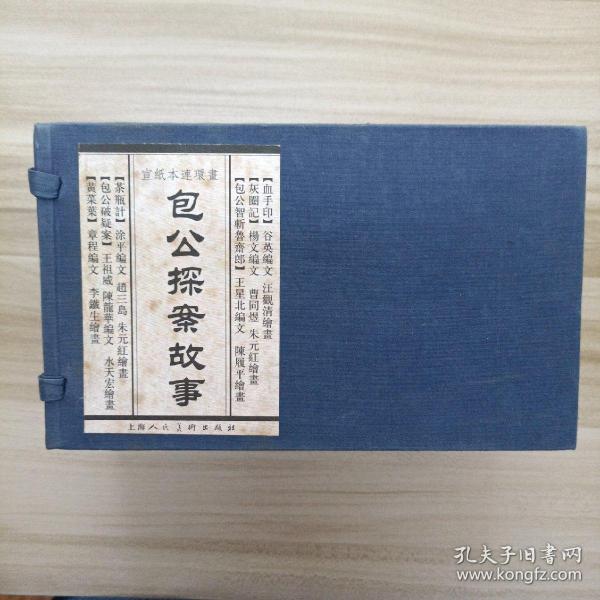 宣紙本連環畫
【血手印】谷英編文 汪觀清繪畫
【灰闌記】楊文編文 曹同煜 朱元紅繪畫
【包公智斬魯齋郎】王星北編文 陳履平繪畫
包公探案故事
【茶瓶計】涂平編文 趙三島 朱元紅繪畫
【包公破疑案】王祖威 陳龍華編文 水天宏繪畫
【黃菜葉】章程編文 李鐵生繪畫
上海人民美術出版社
孔夫子旧書网
www.kongfz.com